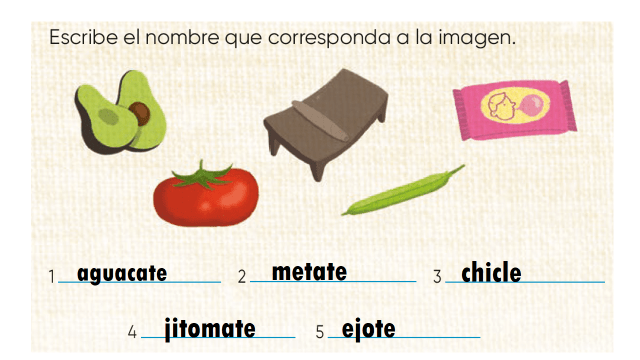 Escribe el nombre que corresponda a la imagen.
1 aguacate 2 metate 3 chicle
4 jitomate 5 ejote